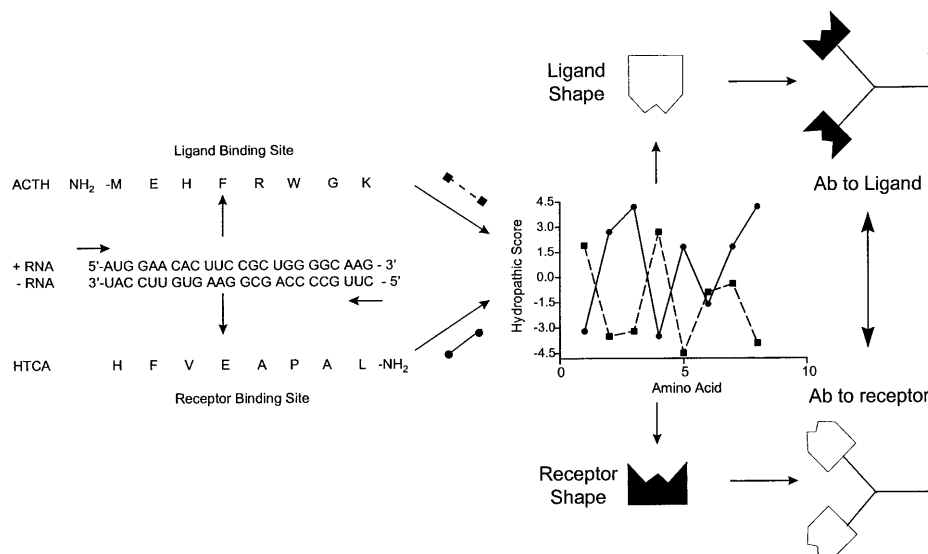 Ligand Binding Site
ACTH NH2 -M E H F R W G K
+ RNA 5'-AUG GAA CAC UUC CGC UGG GGC AAG - 3'
- RNA 3'-UAC CUU GUG AAG GCG ACC CCG UUC - 5'
HTCA H F V E A P A L -NH2
Receptor Binding Site
Ligand
Shape
Hydropathic Score
4.5
3.0
1.5
0.0
-1.5
-3.0
-4.5
0 5 10
Amino Acid
Receptor
Shape
Ab to Ligand
Ab to receptor